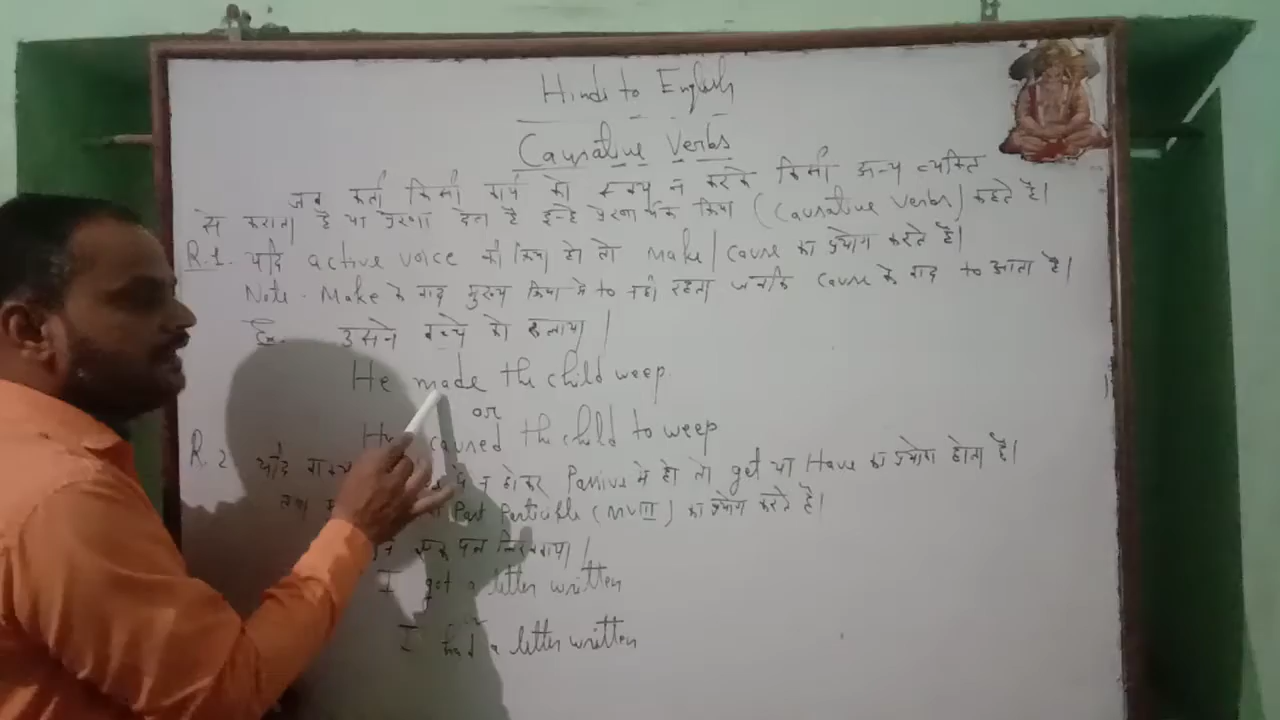 Hindi to English
Causative Verbs
जब कर्ता किसी कार्य को स्वयं न करके किसी अन्य व्यक्ति
से कराता है या प्रेरणा देता है इन्हे प्रेरणार्थक क्रिया (Causative Verbs) कहते है।
R.1. यदि active voice की क्रिया हो तो make/cause का प्रयोग करते है।
Note. Make के बाद मुख्य क्रिया मे to नही रहता जबकि cause के बाद to आता है।
Ex. उसने बच्चे को रुलाया।
He made the child weep
or
He caused the child to weep
R.2 यदि न होकर Passive मे हो तो get या Have का प्रयोग होता है।
तथा Past Participle (MVIII) का प्रयोग करते है।
एक पत्र लिखवाया।
I got a letter written
I had a letter written